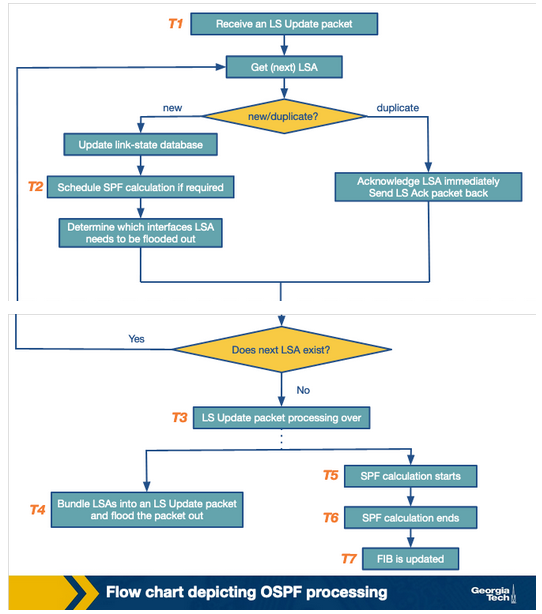 T1
Receive an LS Update packet
Get (next) LSA
new/duplicate?
new
duplicate
Update link-state database
T2
Schedule SPF calculation if required
Determine which interfaces LSA
needs to be flooded out
Acknowledge LSA immediately
Send LS Ack packet back
Does next LSA exist?
Yes
No
T3
LS Update packet processing over
T4
Bundle LSAs into an LS Update packet
and flood the packet out
T5
SPF calculation starts
T6
SPF calculation ends
T7
FIB is updated
Flow chart depicting OSPF processing
Georgia
Tech